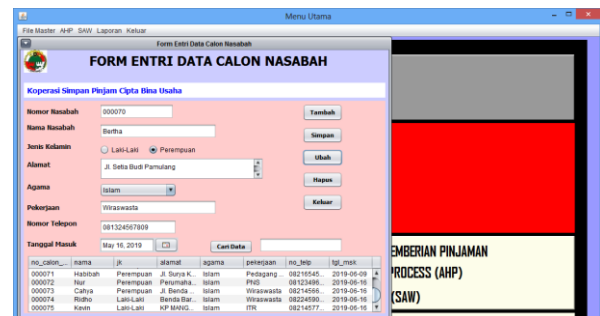 Menu Utama
File Master AHP SAW Laporan Keluar
Form Entri Data Calon Nasabah
FORM ENTRI DATA CALON NASABAH
Koperasi Simpan Pinjam Cipta Bina Usaha
Nomor Nasabah 000070 Tambah
Nama Nasabah Bertha Simpan
Jenis Kelamin Laki-Laki Perempuan
Alamat Jl. Setia Budi Pamulang Ubah
Agama Islam Hapus
Pekerjaan Wiraswasta Keluar
Nomor Telepon 081324567809
Tanggal Masuk May 16, 2019 Cari Data
no_calon_... nama jk alamat agama pekerjaan no_telp tgl_msk
000071 Habibah Perempuan Jl. Surya K... Islam Pedagang ... 08216545... 2019-06-09
000072 Nur Perempuan Perumaha... Islam PNS 08123496... 2019-06-16
000073 Cahya Perempuan Jl. Benda ... Islam Wiraswasta 08214566... 2019-06-16
000074 Ridho Laki-Laki Benda Bar... Islam Wiraswasta 08224590... 2019-06-16
000075 Kevin Laki-Laki KP MANG... Islam ITR 08214577... 2019-06-16
EMBERIAN PINJAMAN
ROCESS (AHP)
(SAW)